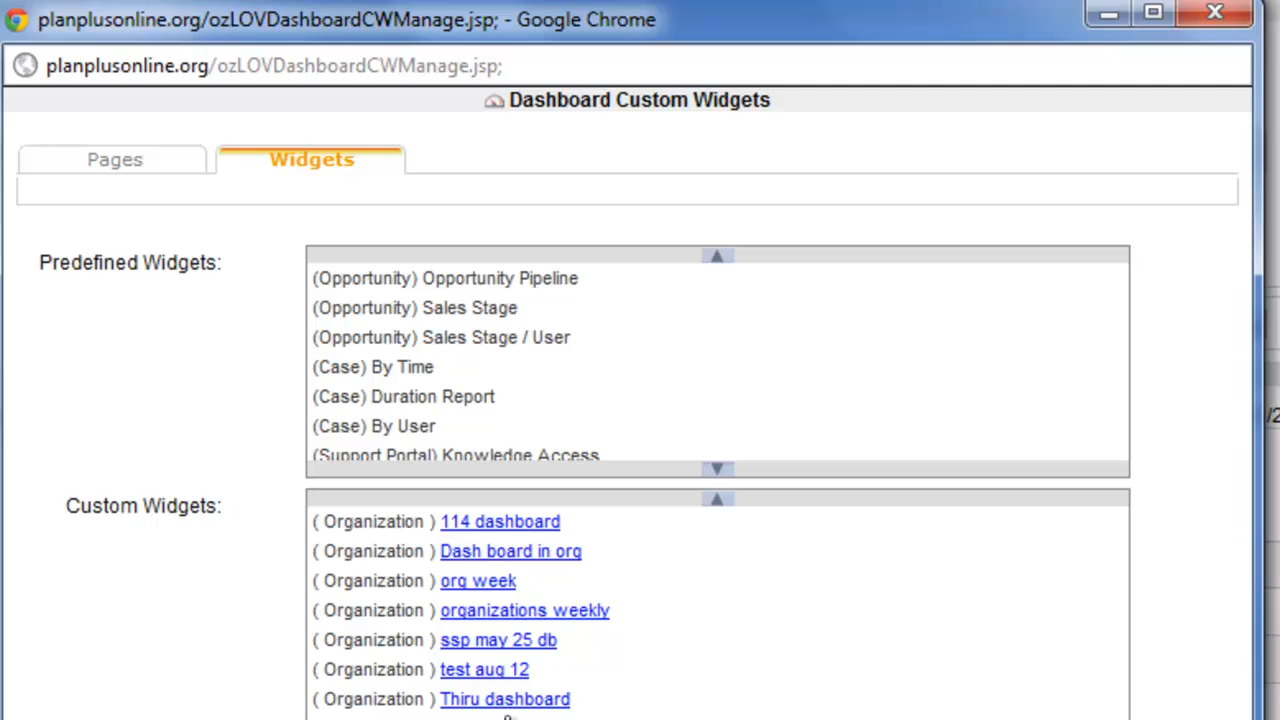 planplusonline.org/ozLOVDashboardCWManage.jsp; - Google Chrome
planplusonline.org/ozLOVDashboardCWManage.jsp;
Dashboard Custom Widgets
Pages
Widgets
Predefined Widgets:
(Opportunity) Opportunity Pipeline
(Opportunity) Sales Stage
(Opportunity) Sales Stage / User
(Case) By Time
(Case) Duration Report
(Case) By User
(Support Portal) Knowledge Access
Custom Widgets:
( Organization ) 114 dashboard
( Organization ) Dash board in org
( Organization ) org week
( Organization ) organizations weekly
( Organization ) ssp may 25 db
( Organization ) test aug 12
( Organization ) Thiru dashboard
/2